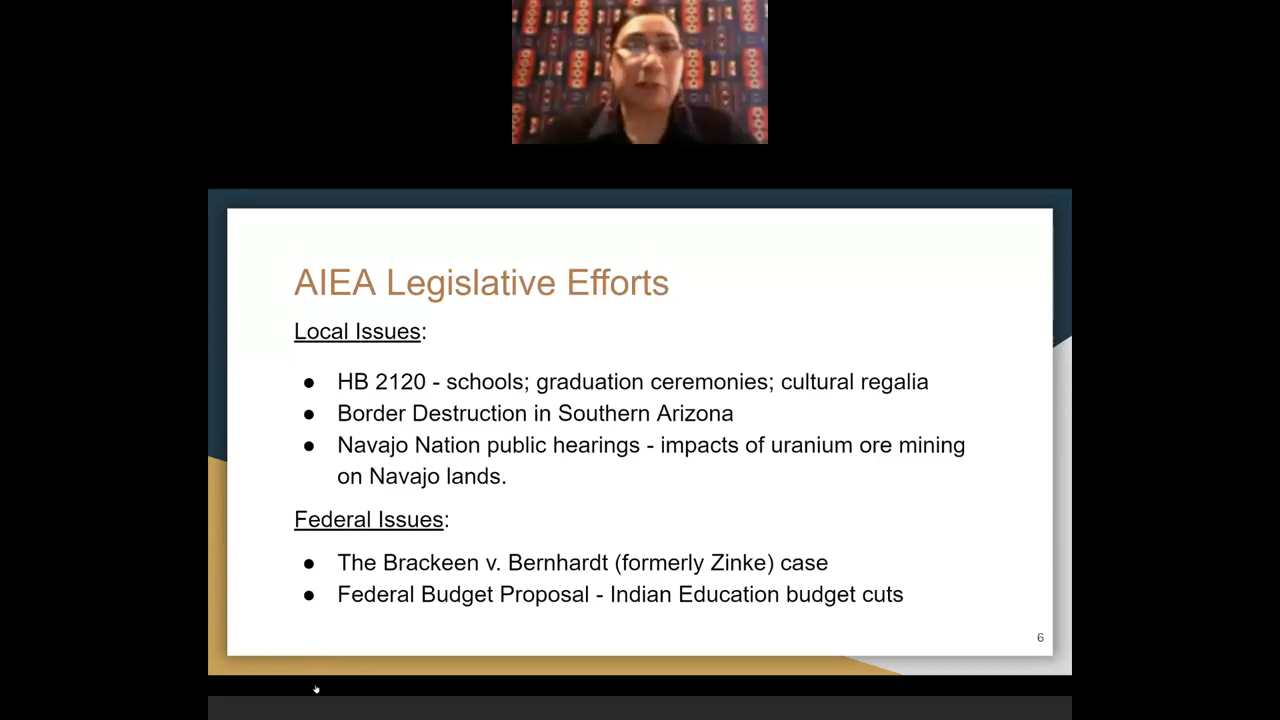 AIEA Legislative Efforts
Local Issues:
● HB 2120 - schools; graduation ceremonies; cultural regalia
● Border Destruction in Southern Arizona
● Navajo Nation public hearings - impacts of uranium ore mining
on Navajo lands.
Federal Issues:
● The Brackeen v. Bernhardt (formerly Zinke) case
● Federal Budget Proposal - Indian Education budget cuts
6